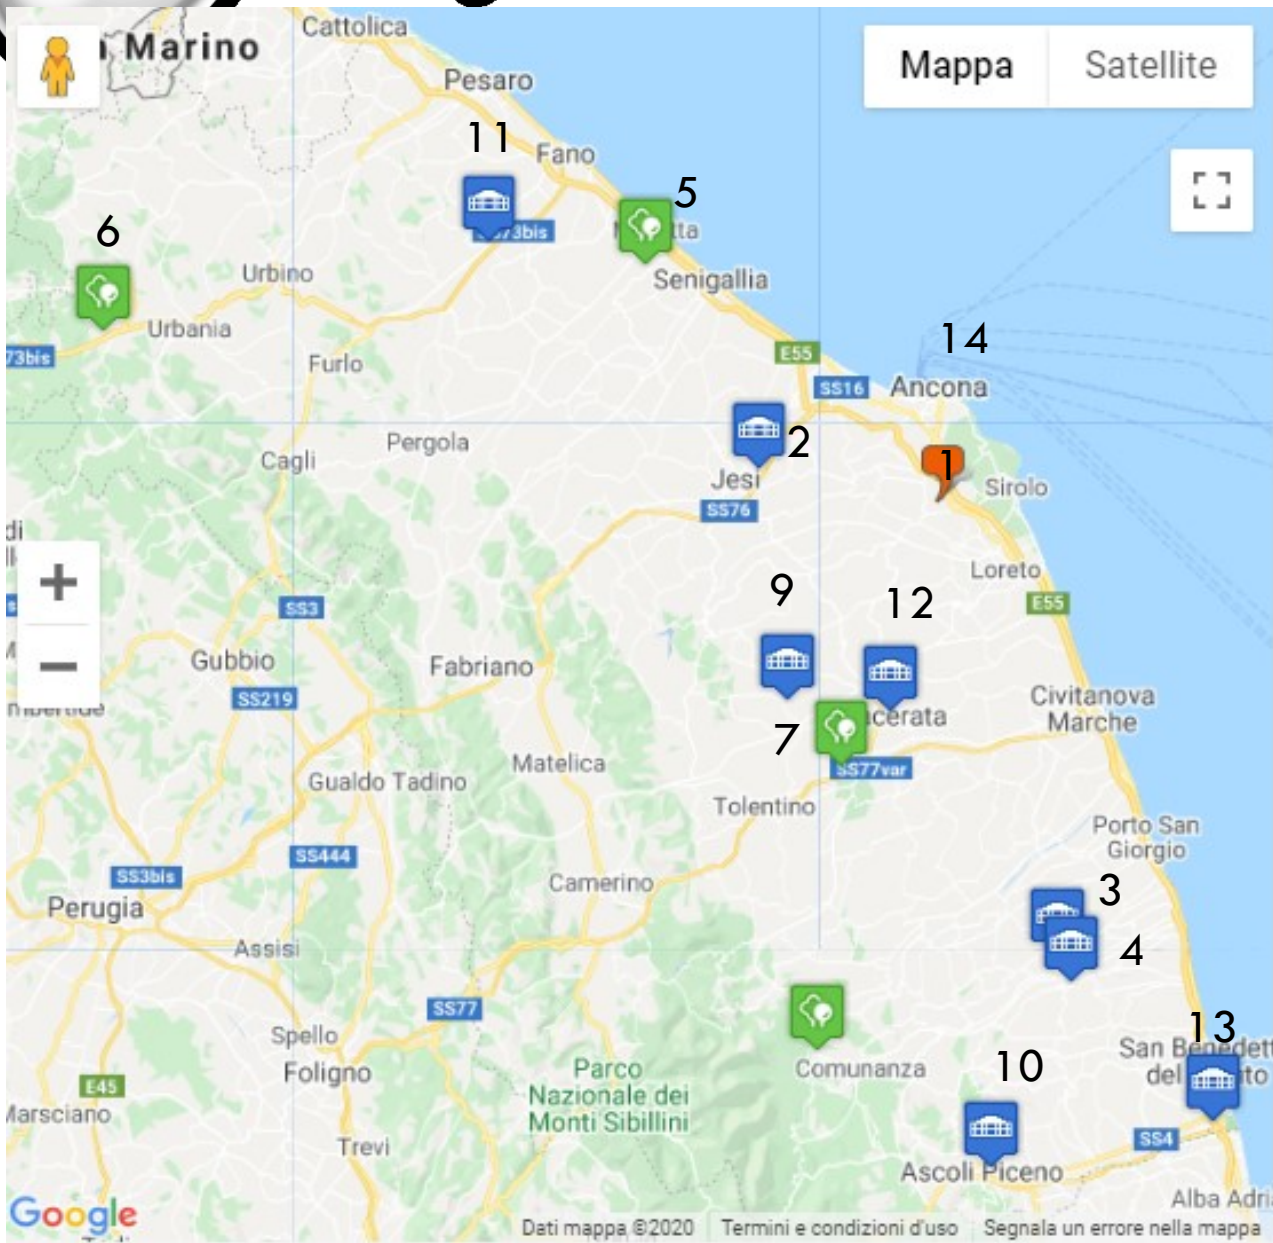 Marino
Cattolica
Pesaro
Mappa
Satellite
11
Fano
5
6
SS73bis
Urbino
Senigallia
Urbania
73bis
Furlo
E55
14
SS16
Ancona
Pergola
2
Cagli
1
Jesi
Sirolo
SS76
di
Loreto
9
12
SS3
E55
Gubbio
Fabriano
SS219
Civitanova
Marche
7
Matelica
SS77var
Gualdo Tadino
Tolentino
Porto San
Giorgio
SS444
SS3bis
Camerino
3
Perugia
Assisi
4
SS77
13
Spello
San Benedett
del
Foligno
Parco
Nazionale dei
Monti Sibillini
Comunanza
10
E45
Marsciano
Trevi
SS4
Ascoli Piceno
Alba Adri
Google
Dati mappa ©2020
Termini e condizioni d'uso
Segnala un errore nella mappa